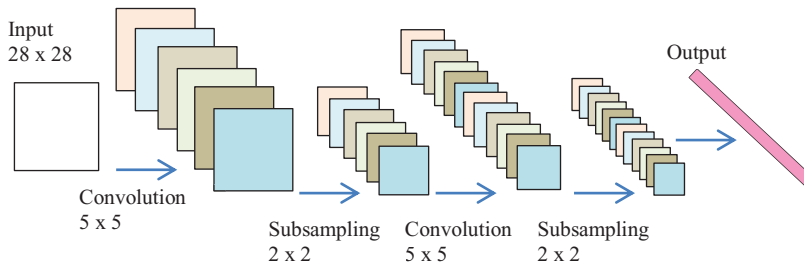 Input
28 x 28
Convolution
5 x 5
Subsampling
2 x 2
Convolution
5 x 5
Subsampling
2 x 2
Output